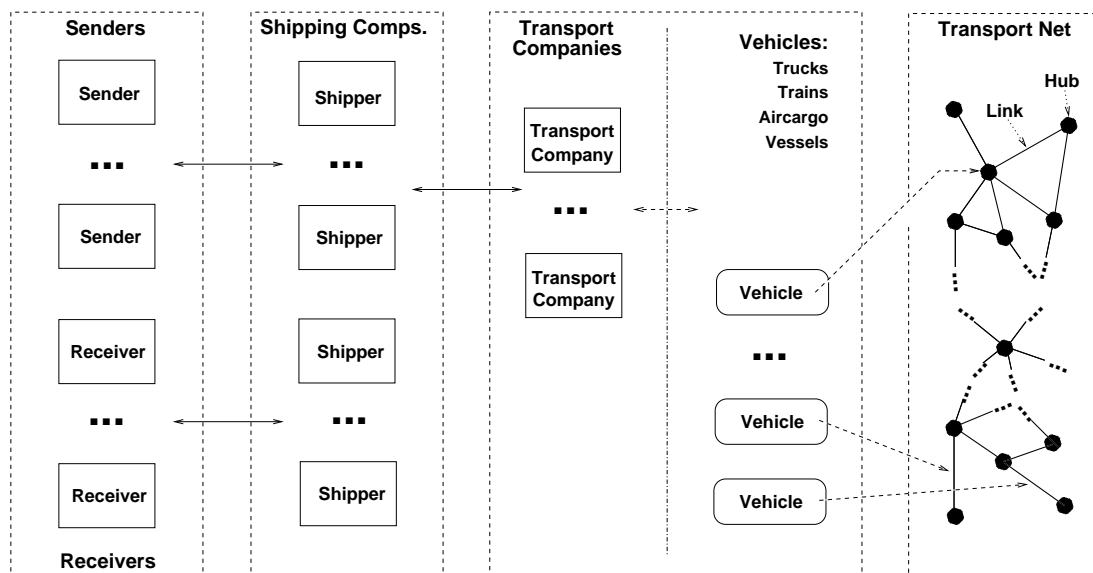 Senders
Sender
...
Sender
Receiver
...
Receiver
Receivers
Shipping Comps.
Shipper
...
Shipper
Shipper
...
Shipper
Transport
Companies
Transport
Company
...
Transport
Company
Vehicles:
Trucks
Trains
Aircargo
Vessels
Vehicle
...
Vehicle
Vehicle
Transport Net
Hub
Link